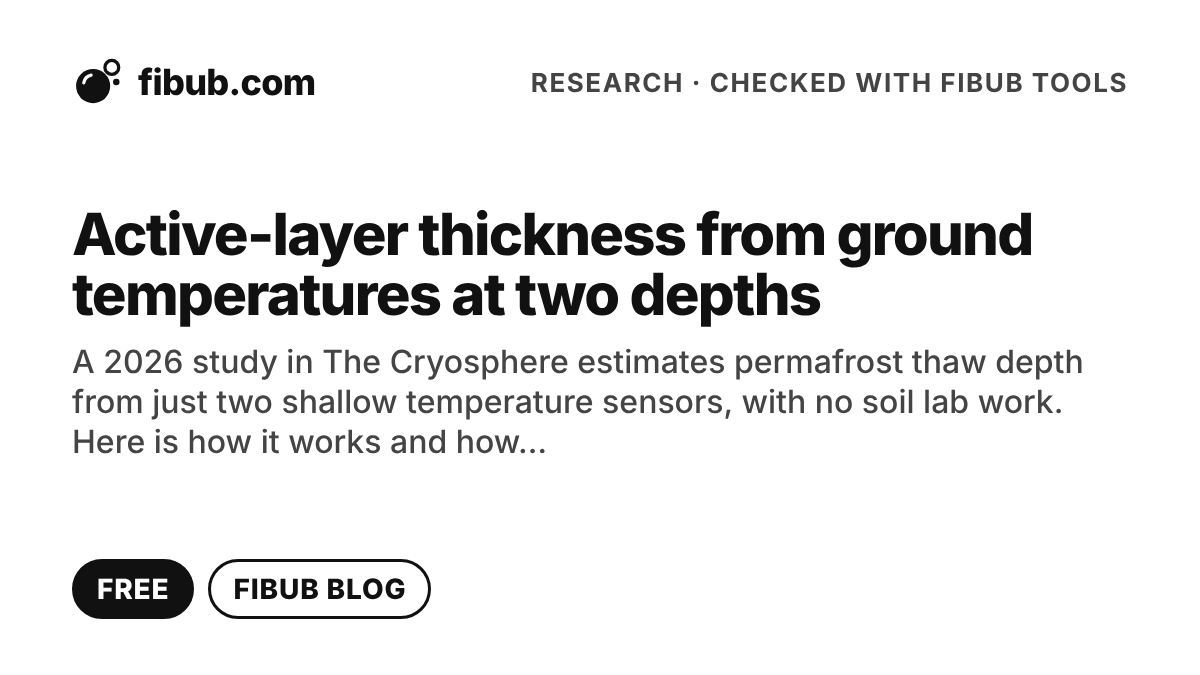 fibub.com
RESEARCH · CHECKED WITH FIBUB TOOLS
Active-layer thickness from ground
temperatures at two depths
A 2026 study in The Cryosphere estimates permafrost thaw depth
from just two shallow temperature sensors, with no soil lab work.
Here is how it works and how...
FREE
FIBUB BLOG